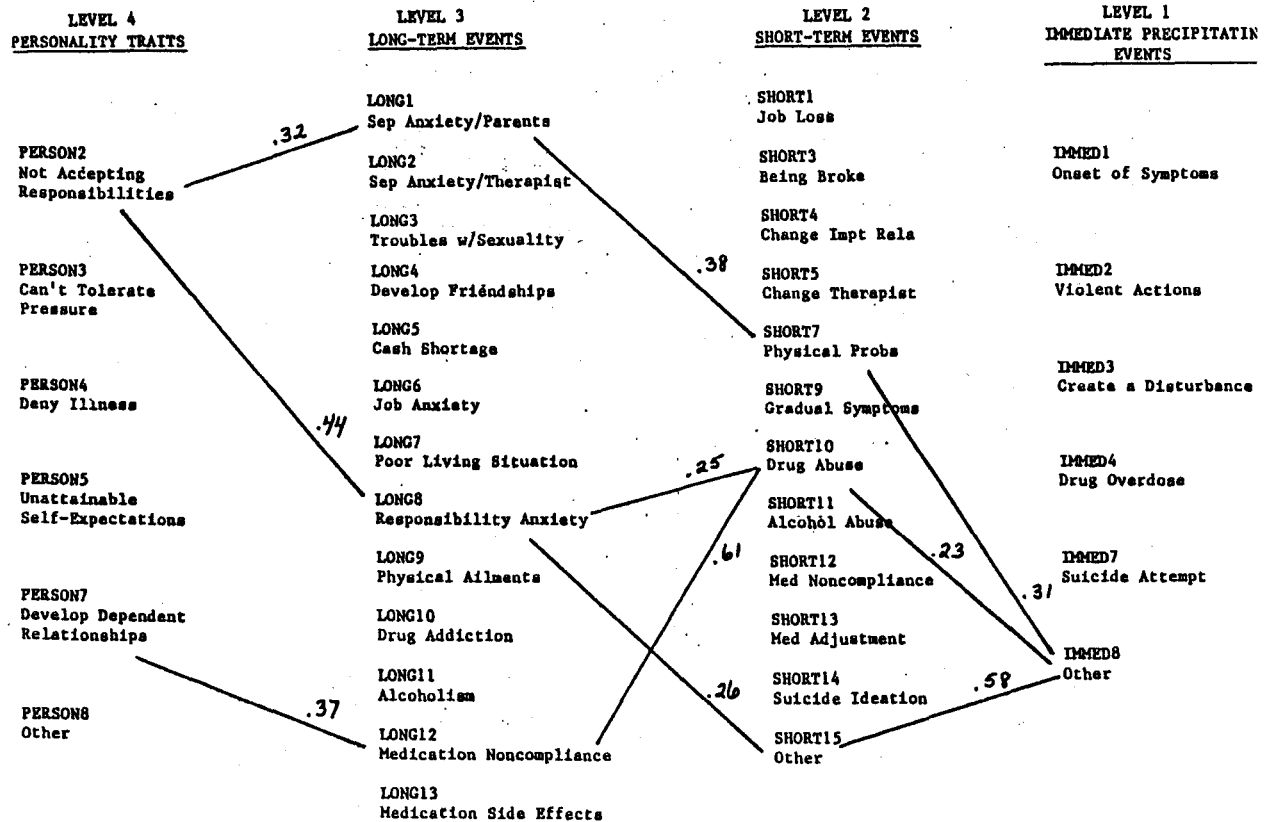 LEVEL 4
PERSONALITY TRAITS
PERSON2
Not Accepting
Responsibilities
PERSON3
Can't Tolerate
Pressure
PERSON4
Deny Illness
PERSON5
Unattainable
Self-Expectations
PERSON7
Develop Dependent
Relationships
PERSON8
Other
.32
.44
.37
LEVEL 3
LONG-TERM EVENTS
LONG1
Sep Anxiety/Parents
LONG2
Sep Anxiety/Therapist
LONG3
Troubles w/Sexuality
LONG4
Develop Friéndships
LONG5
Cash Shortage
LONG6
Job Anxiety
LONG7
Poor Living Situation
LONG8
Responsibility Anxiety
LONG9
Physical Ailments
LONG10
Drug Addiction
LONG11
Alcoholism
LONG12
Medication Noncompliance
LONG13
Medication Side Effects
.38
.25
.61
.26
LEVEL 2
SHORT-TERM EVENTS
SHORT1
Job Loss
SHORT3
Being Broke
SHORT4
Change Impt Rela
SHORT5
Change Therapist
SHORT7
Physical Probs
SHORT9
Gradual Symptoms
SHORT10
Drug Abuse
SHORT11
Alcohol Abuse
SHORT12
Med Noncompliance
SHORT13
Med Adjustment
SHORT14
Suicide Ideation
SHORT15
Other
.23
.31
.58
LEVEL 1
IMMEDIATE PRECIPITATIN
EVENTS
IMMED1
Onset of Symptoms
IMMED2
Violent Actions
IMMED3
Create a Disturbance
IMMED4
Drug Overdose
IMMED7
Suicide Attempt
IMMED8
Other